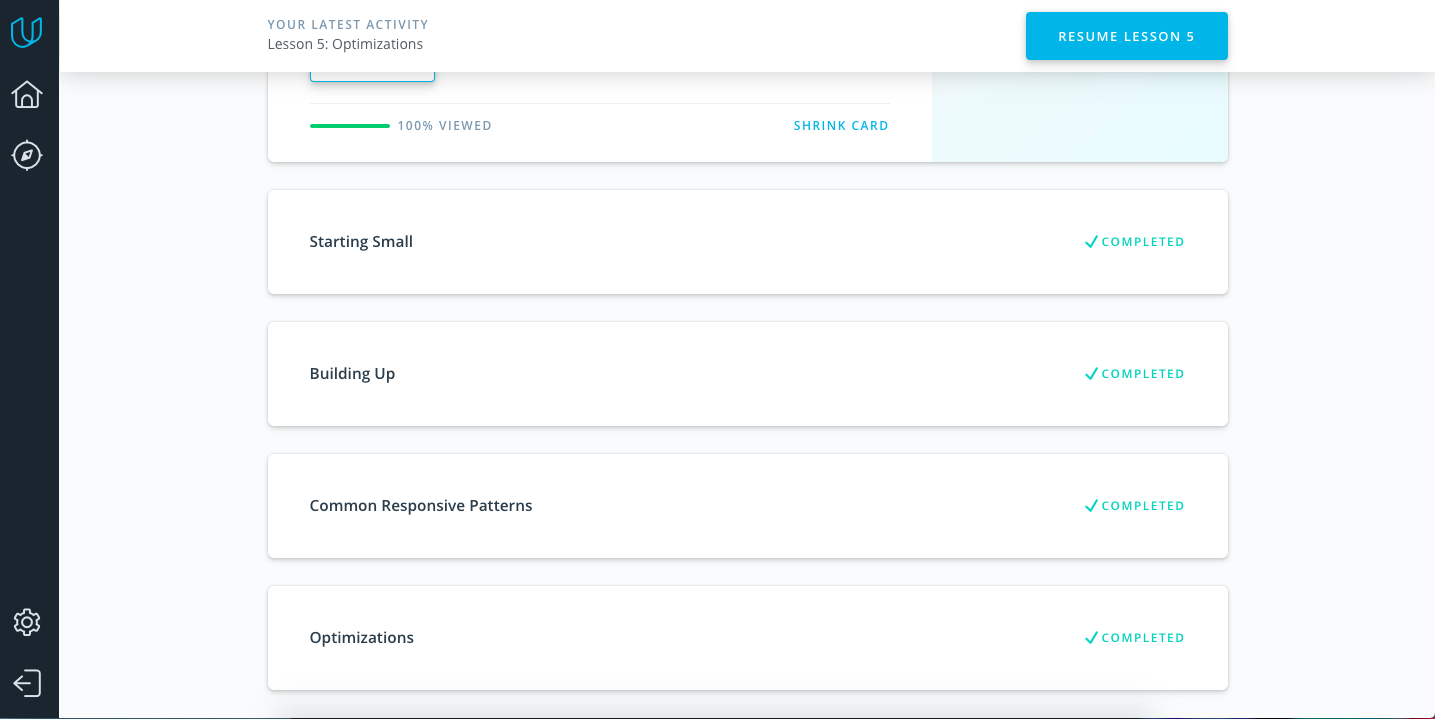 YOUR LATEST ACTIVITY
Lesson 5: Optimizations
RESUME LESSON 5
100% VIEWED
SHRINK CARD
Starting Small
COMPLETED
Building Up
COMPLETED
Common Responsive Patterns
COMPLETED
Optimizations
COMPLETED